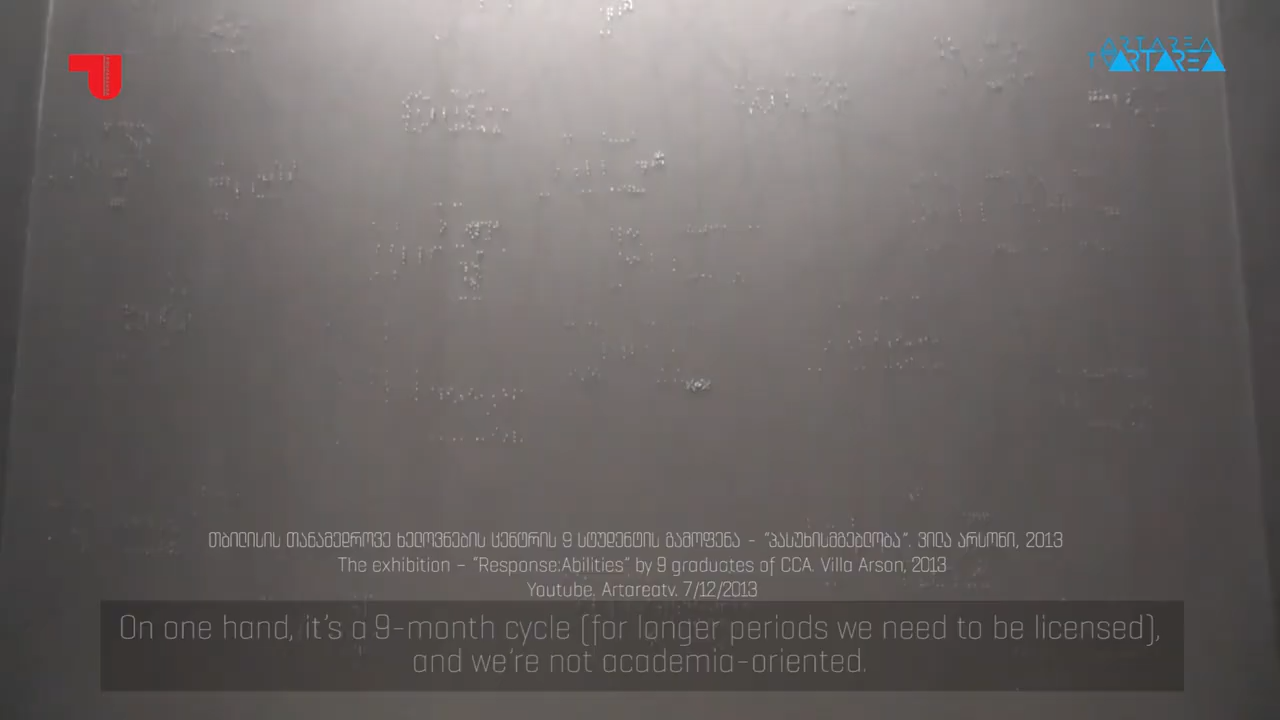 ARTAREA
TVARTAREA
თბილისის თანამედროვე ხელოვნების ცენტრის 9 სტუდენტის გამოფენა - "პასუხისმგებლობა". ვილა არსონი, 2013
The exhibition - "Response:Abilities" by 9 graduates of CCA. Villa Arson, 2013
Youtube. Artareatv. 7/12/2013
On one hand, it's a 9-month cycle (for longer periods we need to be licensed),
and we're not academia-oriented.